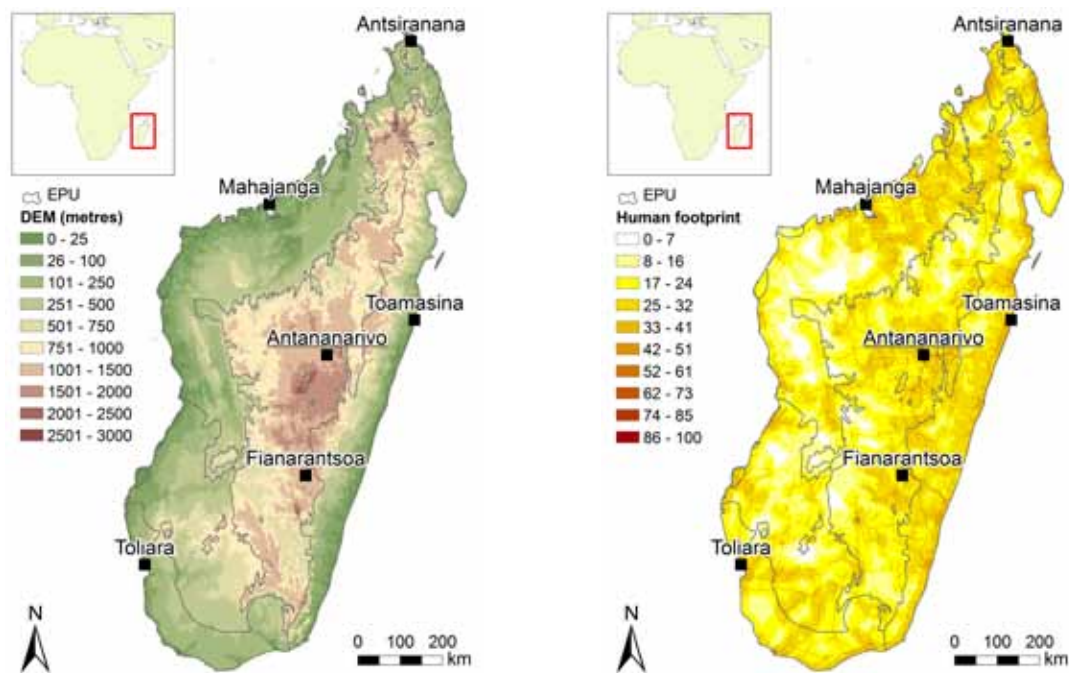 Antsiranana
Mahajanga
EPU
DEM (metres)
0 - 25
26 - 100
101 - 250
251 - 500
501 - 750
751 - 1000
1001 - 1500
1501 - 2000
2001 - 2500
2501 - 3000
Toamasina
Antananarivo
Fianarantsoa
Toliara
N
0 100 200
km
Antsiranana
Mahajanga
EPU
Human footprint
0 - 7
8 - 16
17 - 24
25 - 32
33 - 41
42 - 51
52 - 61
62 - 73
74 - 85
86 - 100
Toamasina
Antananarivo
Fianarantsoa
Toliara
N
0 100 200
km